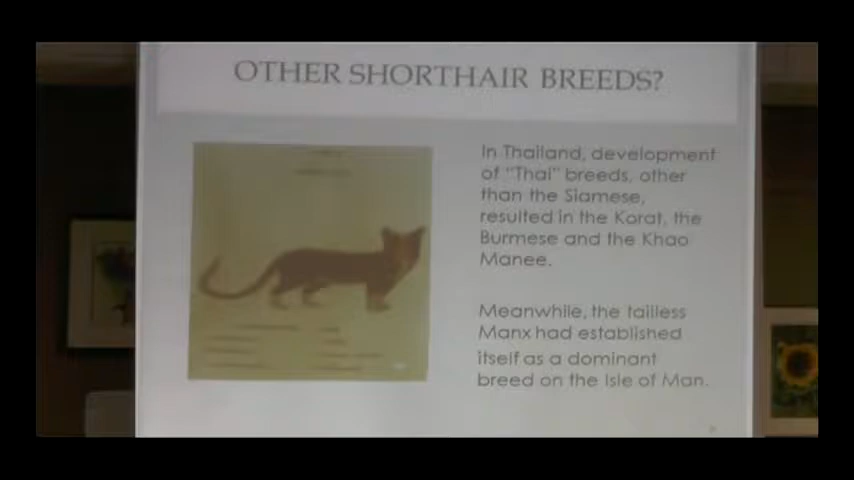 OTHER SHORTHAIR BREEDS?
In Thailand, development
of "Thai" breeds, other
than the Siamese,
resulted in the Korat, the
Burmese and the Khao
Manee.
Meanwhile, the tailless
Manx had established
itself as a dominant
breed on the Isle of Man.